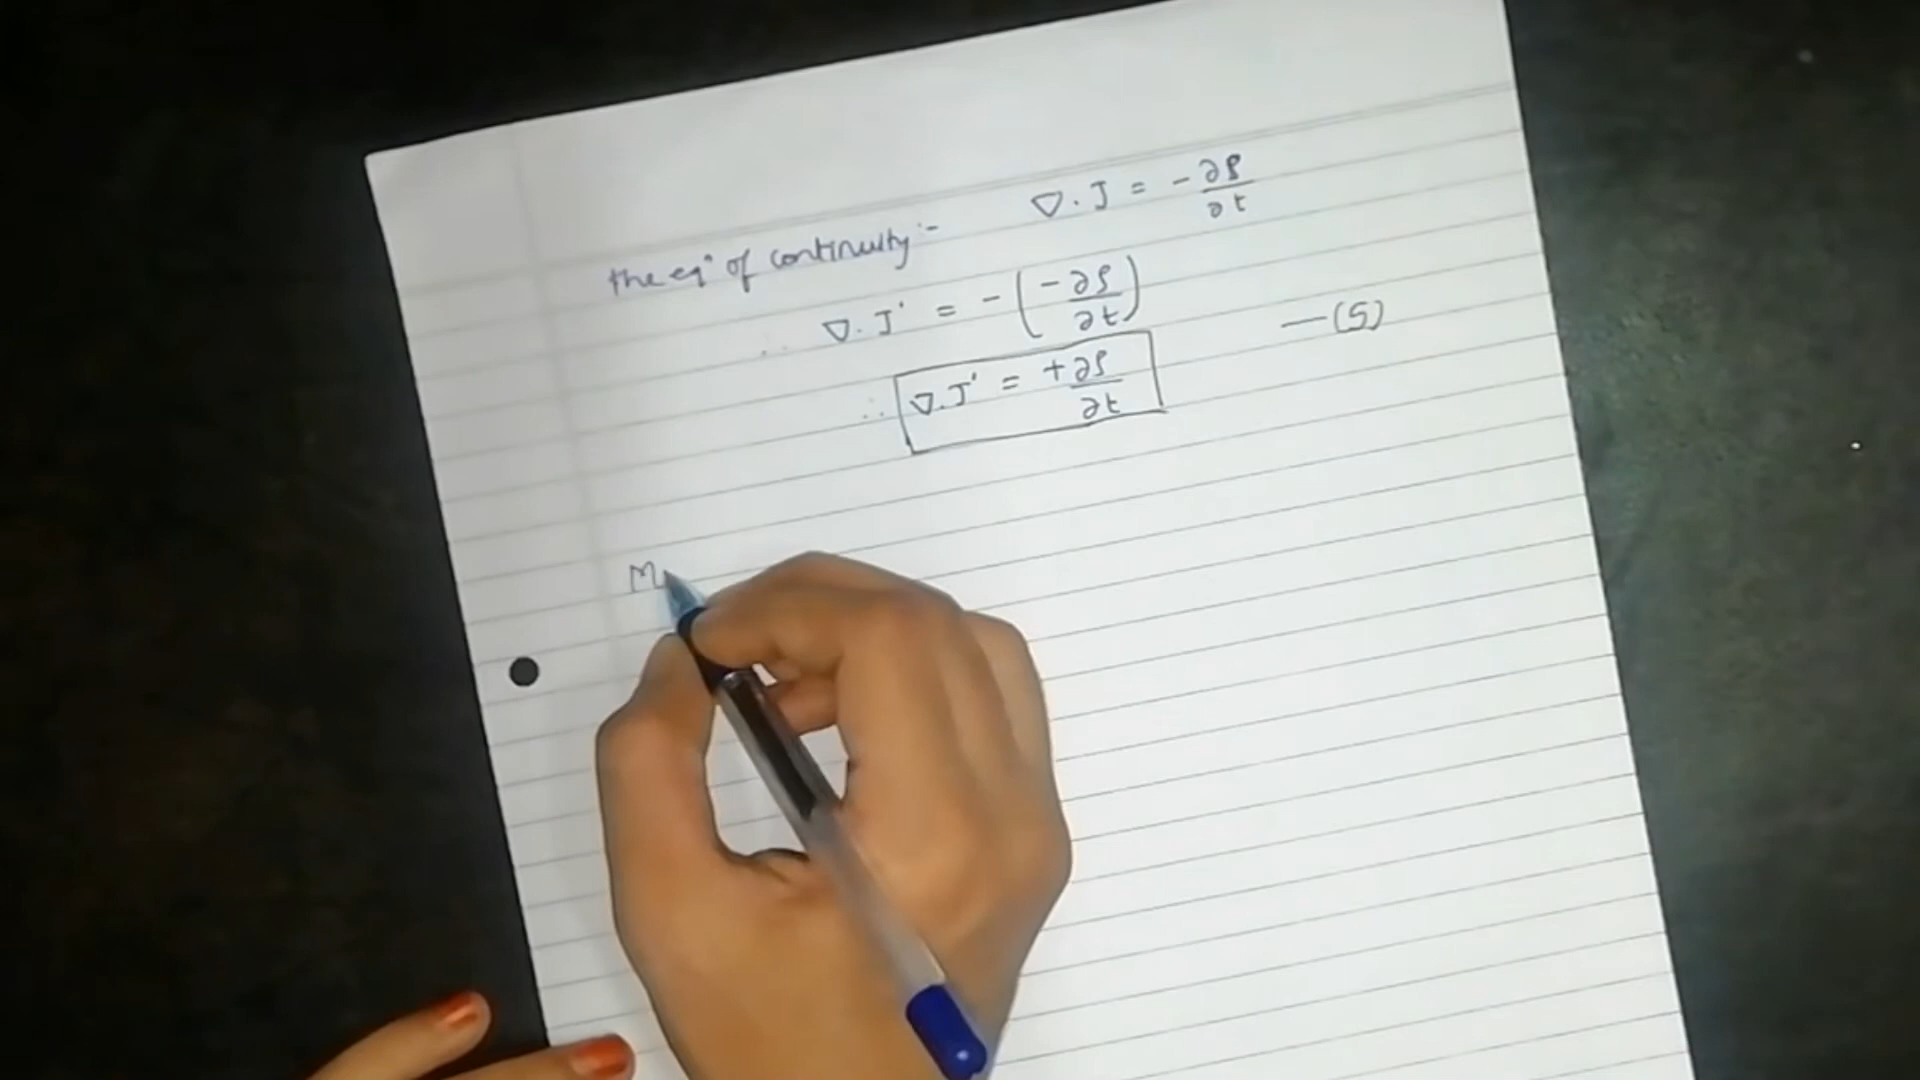 the eqⁿ of continuity :- ∇.J = -∂ρ/∂t
∴ ∇.J' = -(-∂ρ/∂t)
∴ ∇.J' = +∂ρ/∂t —(5)
M